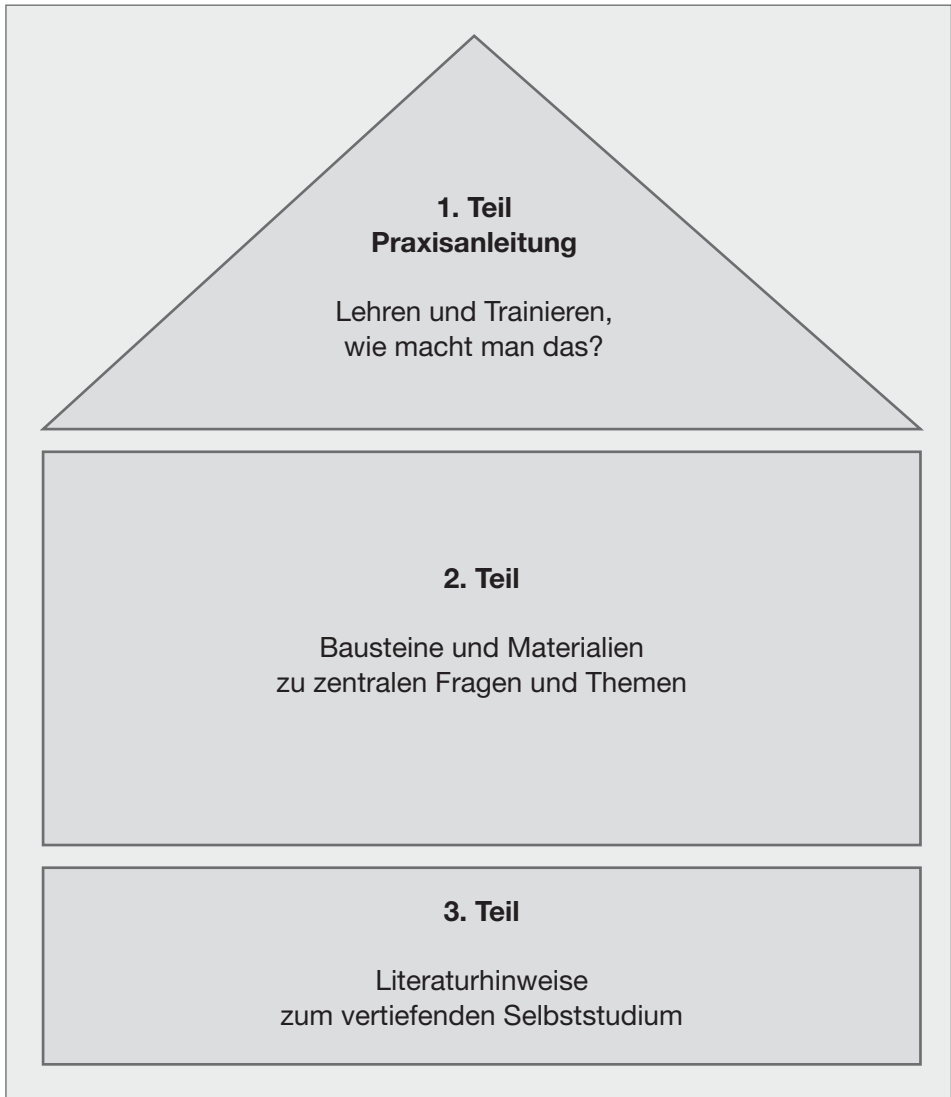 1. Teil
Praxisanleitung
Lehren und Trainieren,
wie macht man das?
2. Teil
Bausteine und Materialien
zu zentralen Fragen und Themen
3. Teil
Literaturhinweise
zum vertiefenden Selbststudium